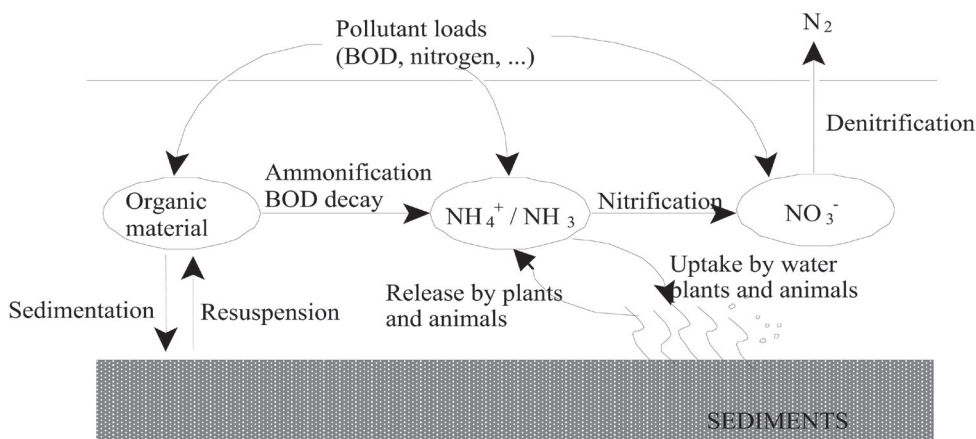 N₂
Pollutant loads
(BOD, nitrogen, ...)
Denitrification
Ammonification
BOD decay
Organic
material
NH₄⁺ / NH₃
Nitrification
NO₃⁻
Uptake by water
plants and animals
Release by plants
and animals
Sedimentation
Resuspension
SEDIMENTS